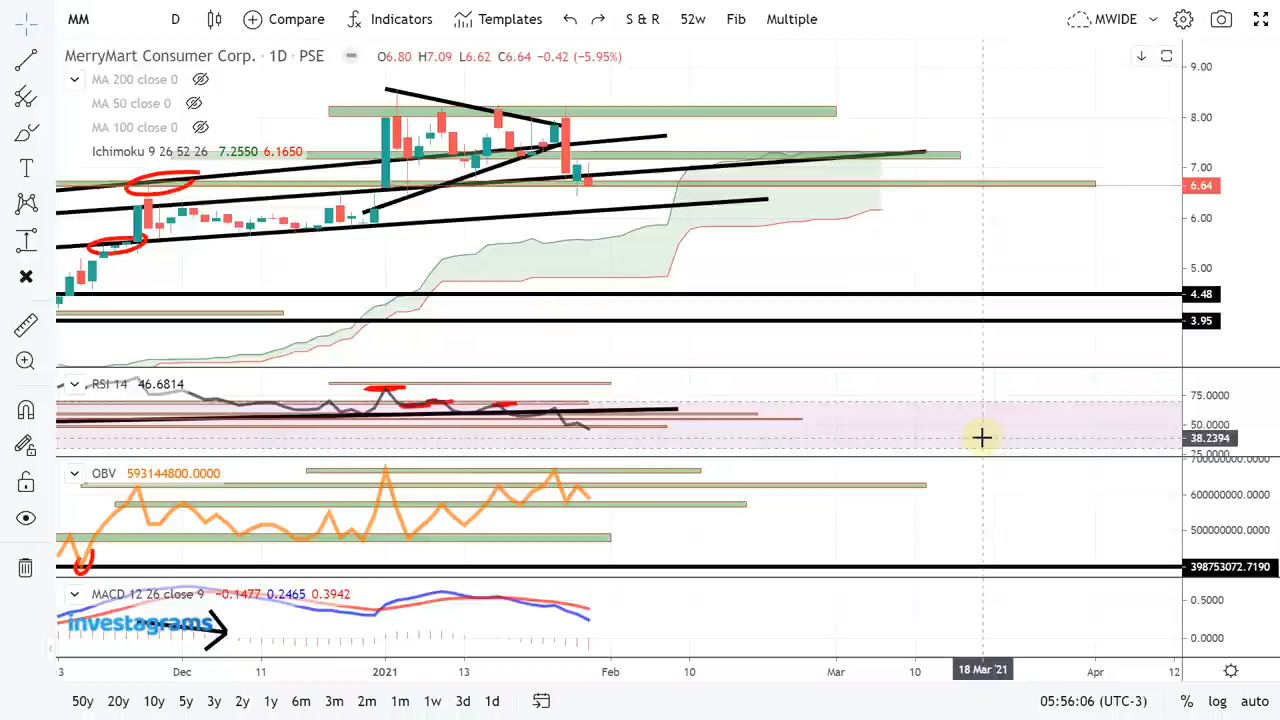 MM D Compare Indicators Templates S & R 52w Fib Multiple MWIDE
MerryMart Consumer Corp. · 1D · PSE O6.80 H7.09 L6.62 C6.64 −0.42 (−5.95%)
MA 200 close 0
MA 50 close 0
MA 100 close 0
Ichimoku 9 26 52 26 7.2550 6.1650
9.00
8.00
7.00
6.64
6.00
5.00
4.48
3.95
RSI 14 46.6814
75.0000
50.0000
38.2394
25.0000
OBV 593144800.0000
700000000.0000
600000000.0000
500000000.0000
398753072.7190
MACD 12 26 close 9 −0.1477 0.2465 0.3942
investagrams
0.5000
0.0000
3 Dec 11 2021 13 Feb 10 Mar 10 18 Mar '21 Apr 12
50y 20y 10y 5y 3y 2y 1y 6m 3m 2m 1m 1w 3d 1d 05:56:06 (UTC-3) % log auto